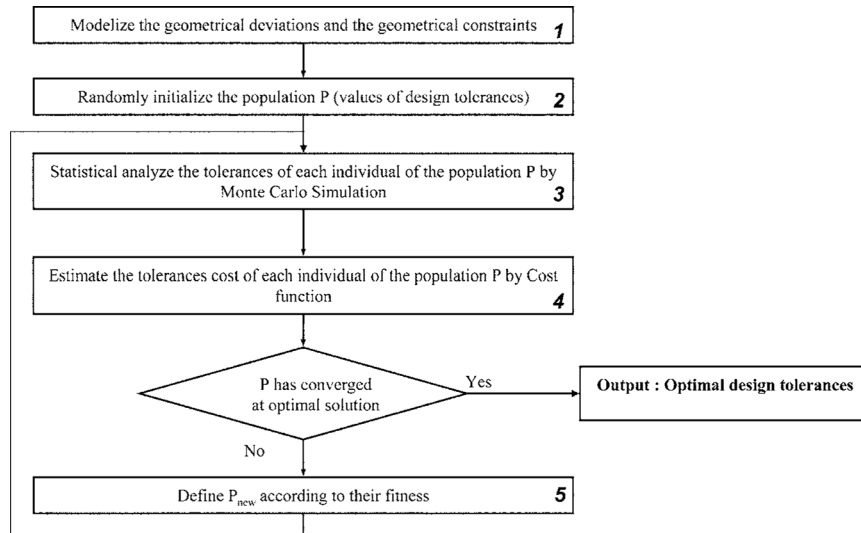 Modelize the geometrical deviations and the geometrical constraints
1
Randomly initialize the population P (values of design tolerances)
2
Statistical analyze the tolerances of each individual of the population P by
Monte Carlo Simulation
3
Estimate the tolerances cost of each individual of the population P by Cost
function
4
P has converged
at optimal solution
Yes
Output : Optimal design tolerances
No
Define Pnew according to their fitness
5